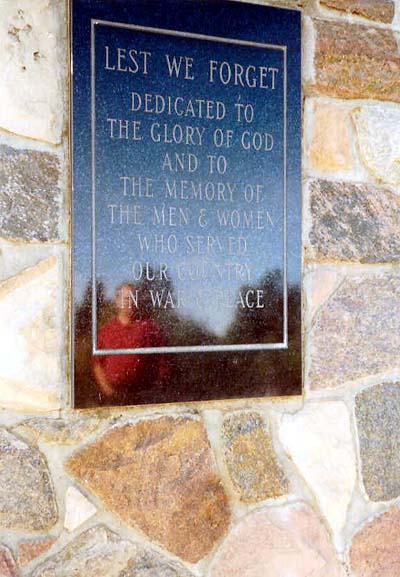 LEST WE FORGET
DEDICATED TO
THE GLORY OF GOD
AND TO
THE MEMORY OF
THE MEN & WOMEN
WHO SERVED
OUR COUNTRY
IN WAR & PEACE